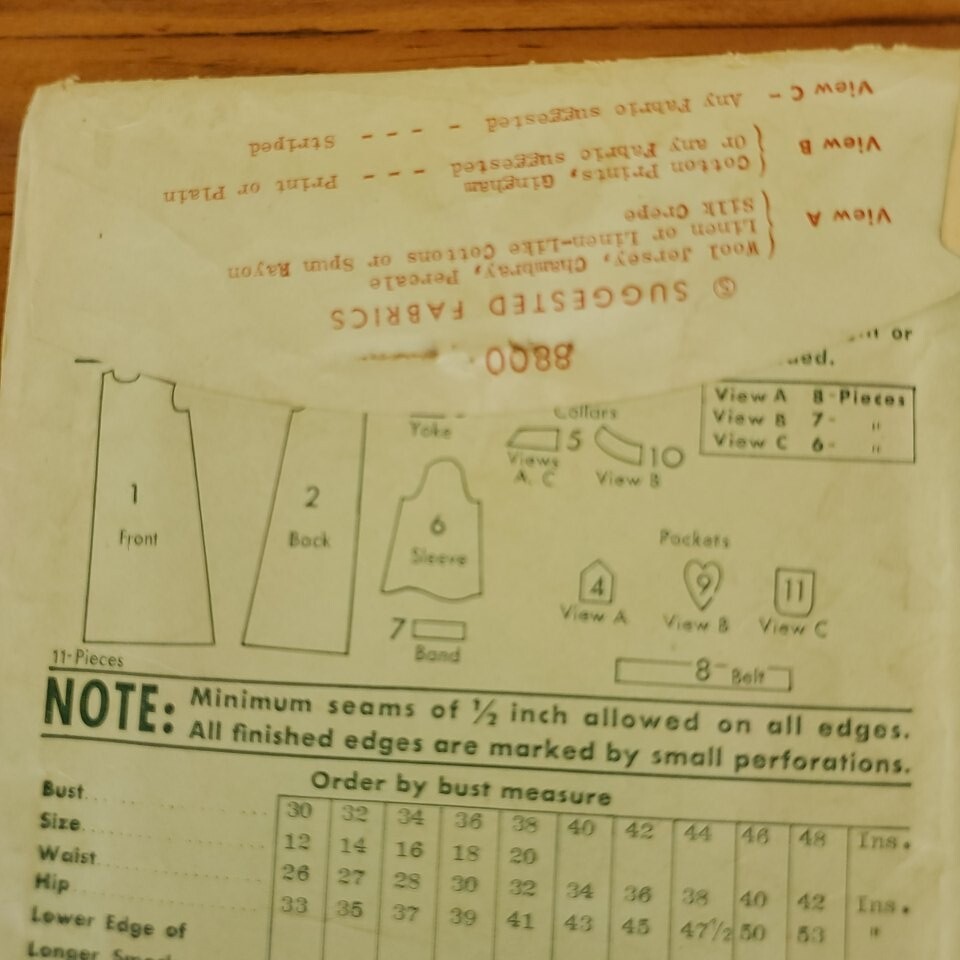 View C - Any Fabric suggested - - - - Striped
View B { Cotton Prints, Gingham
or any Fabric suggested - - - Print or Plain
View A { Wool Jersey, Chambray, Percale
Linen or Linen-Like Cottons or Spun Rayon
Silk Crepe
Ⓢ SUGGESTED FABRICS
8800
or
View A 8-Pieces
View B 7- "
View C 6- "
1
Front
2
Back
Yoke
Collars
5
Views
A, C
10
View B
6
Sleeve
7
Band
Pockets
4
View A
9
View B
11
View C
8- Belt
11-Pieces
NOTE: Minimum seams of ½ inch allowed on all edges.
All finished edges are marked by small perforations.
Order by bust measure
Bust 30 32 34 36 38 40 42 44 46 48 Ins.
Size 12 14 16 18 20
Waist 26 27 28 30 32 34 36 38 40 42 Ins.
Hip 33 35 37 39 41 43 45 47½ 50 53 "
Lower Edge of
Longer